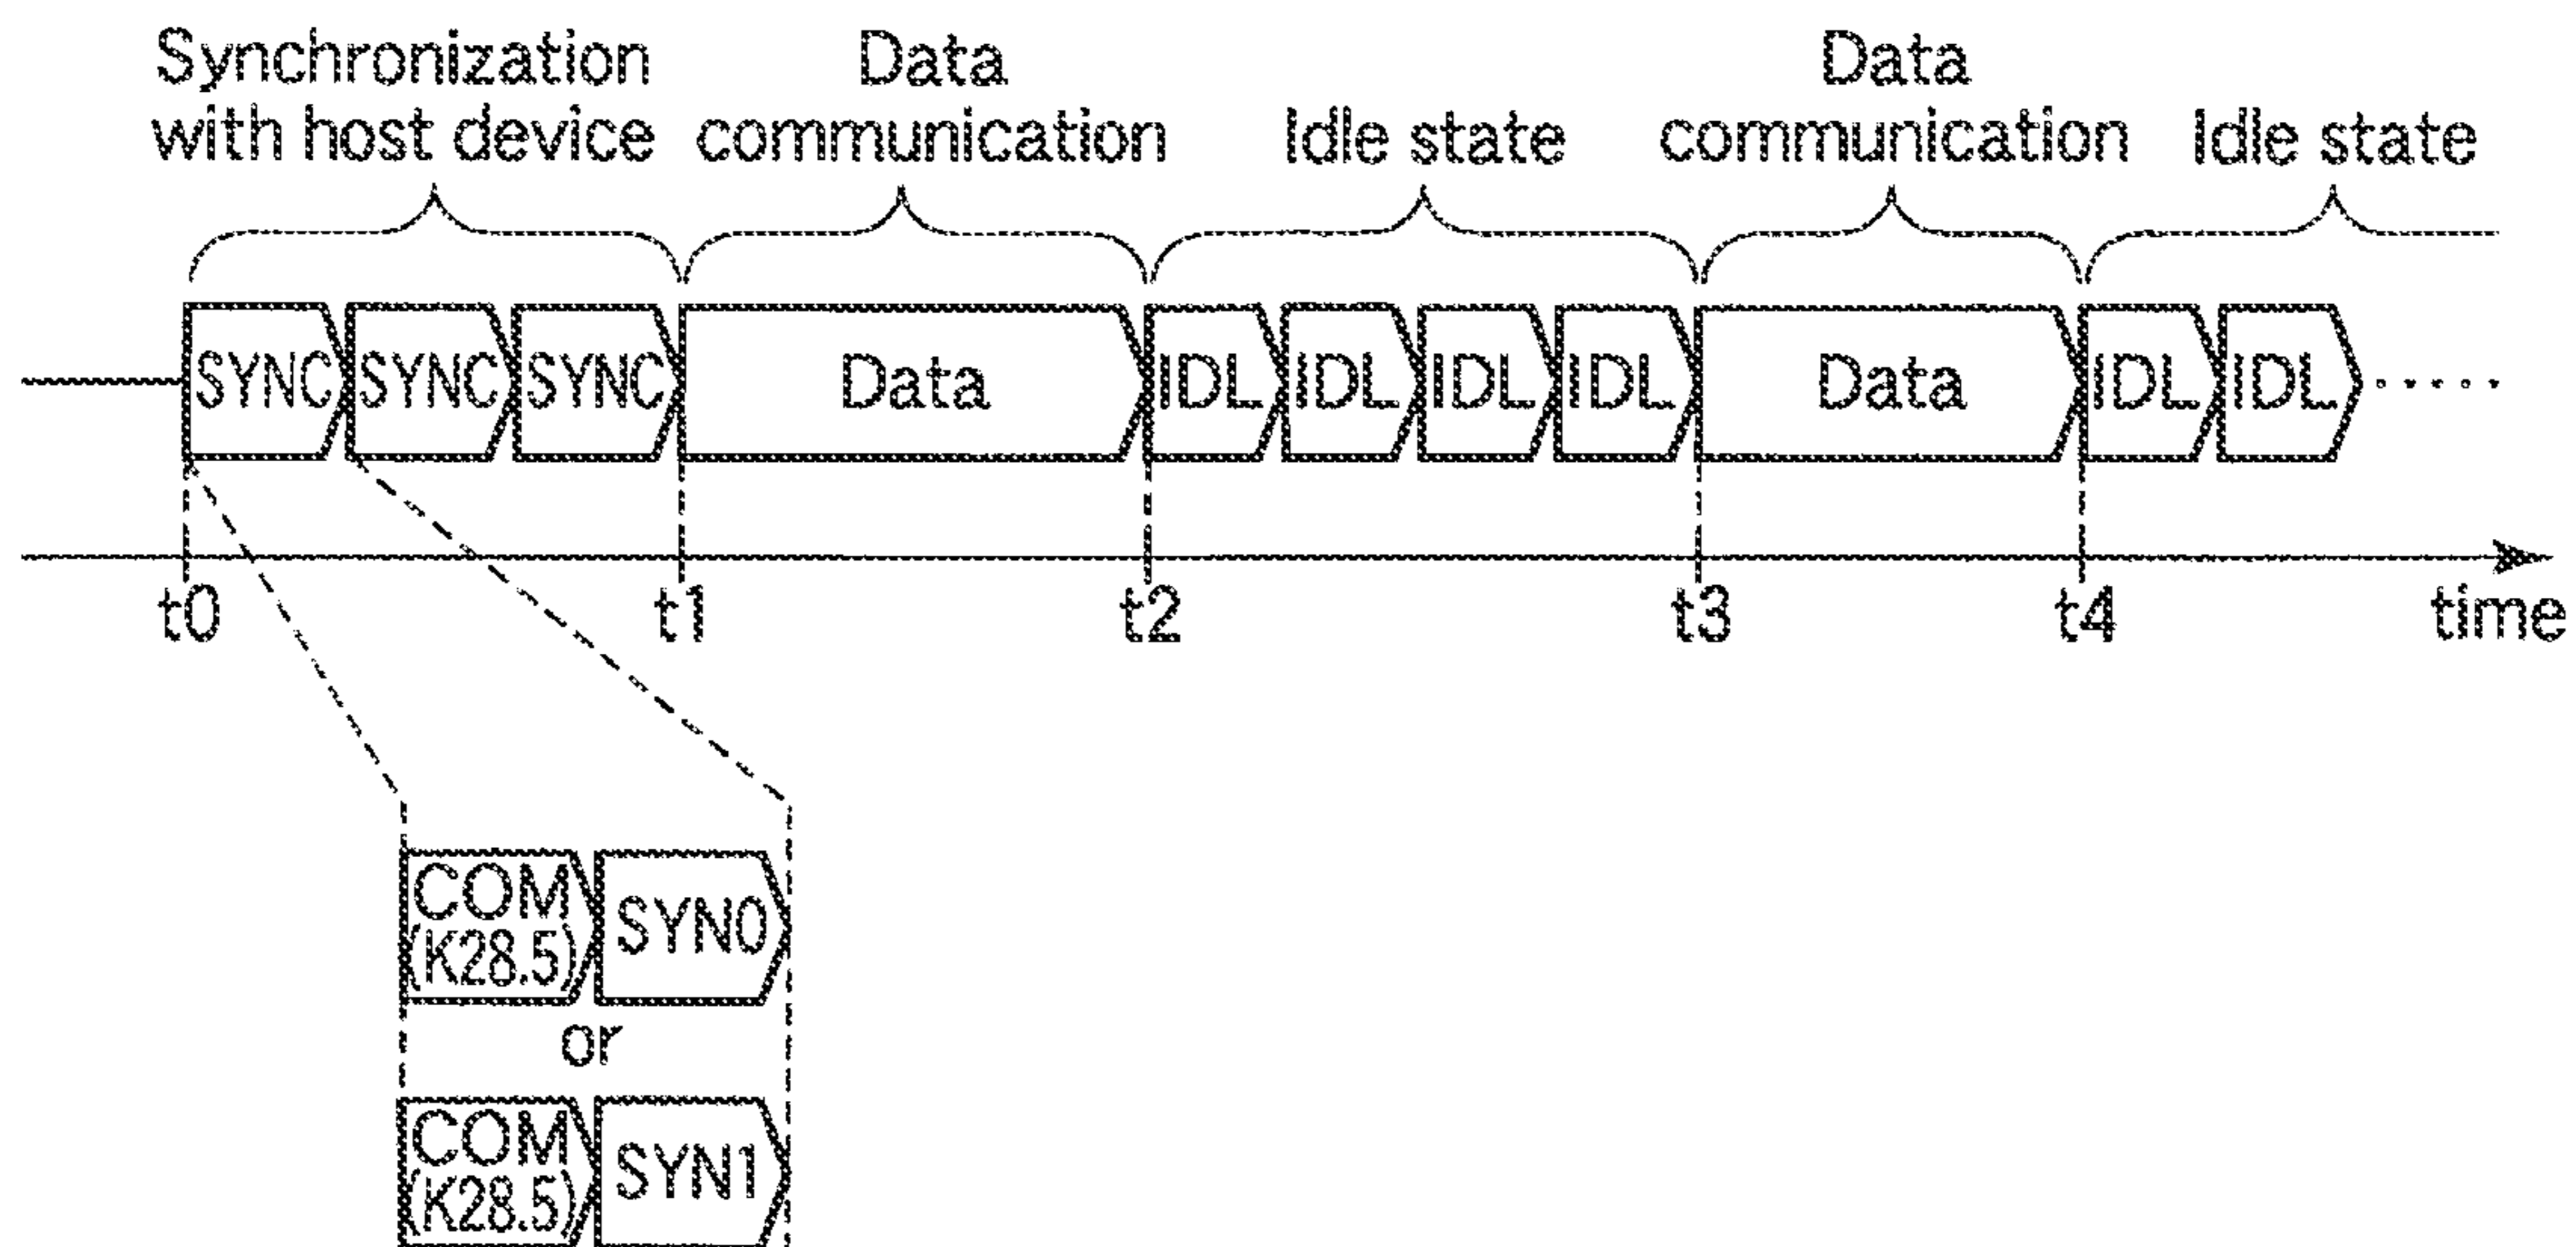 Synchronization
with host device
Data
communication
Idle state
Data
communication
Idle state
SYNC SYNC SYNC Data IDL IDL IDL IDL Data IDL IDL
t0 t1 t2 t3 t4 time
COM
(K28.5)
SYN0
or
COM
(K28.5)
SYN1